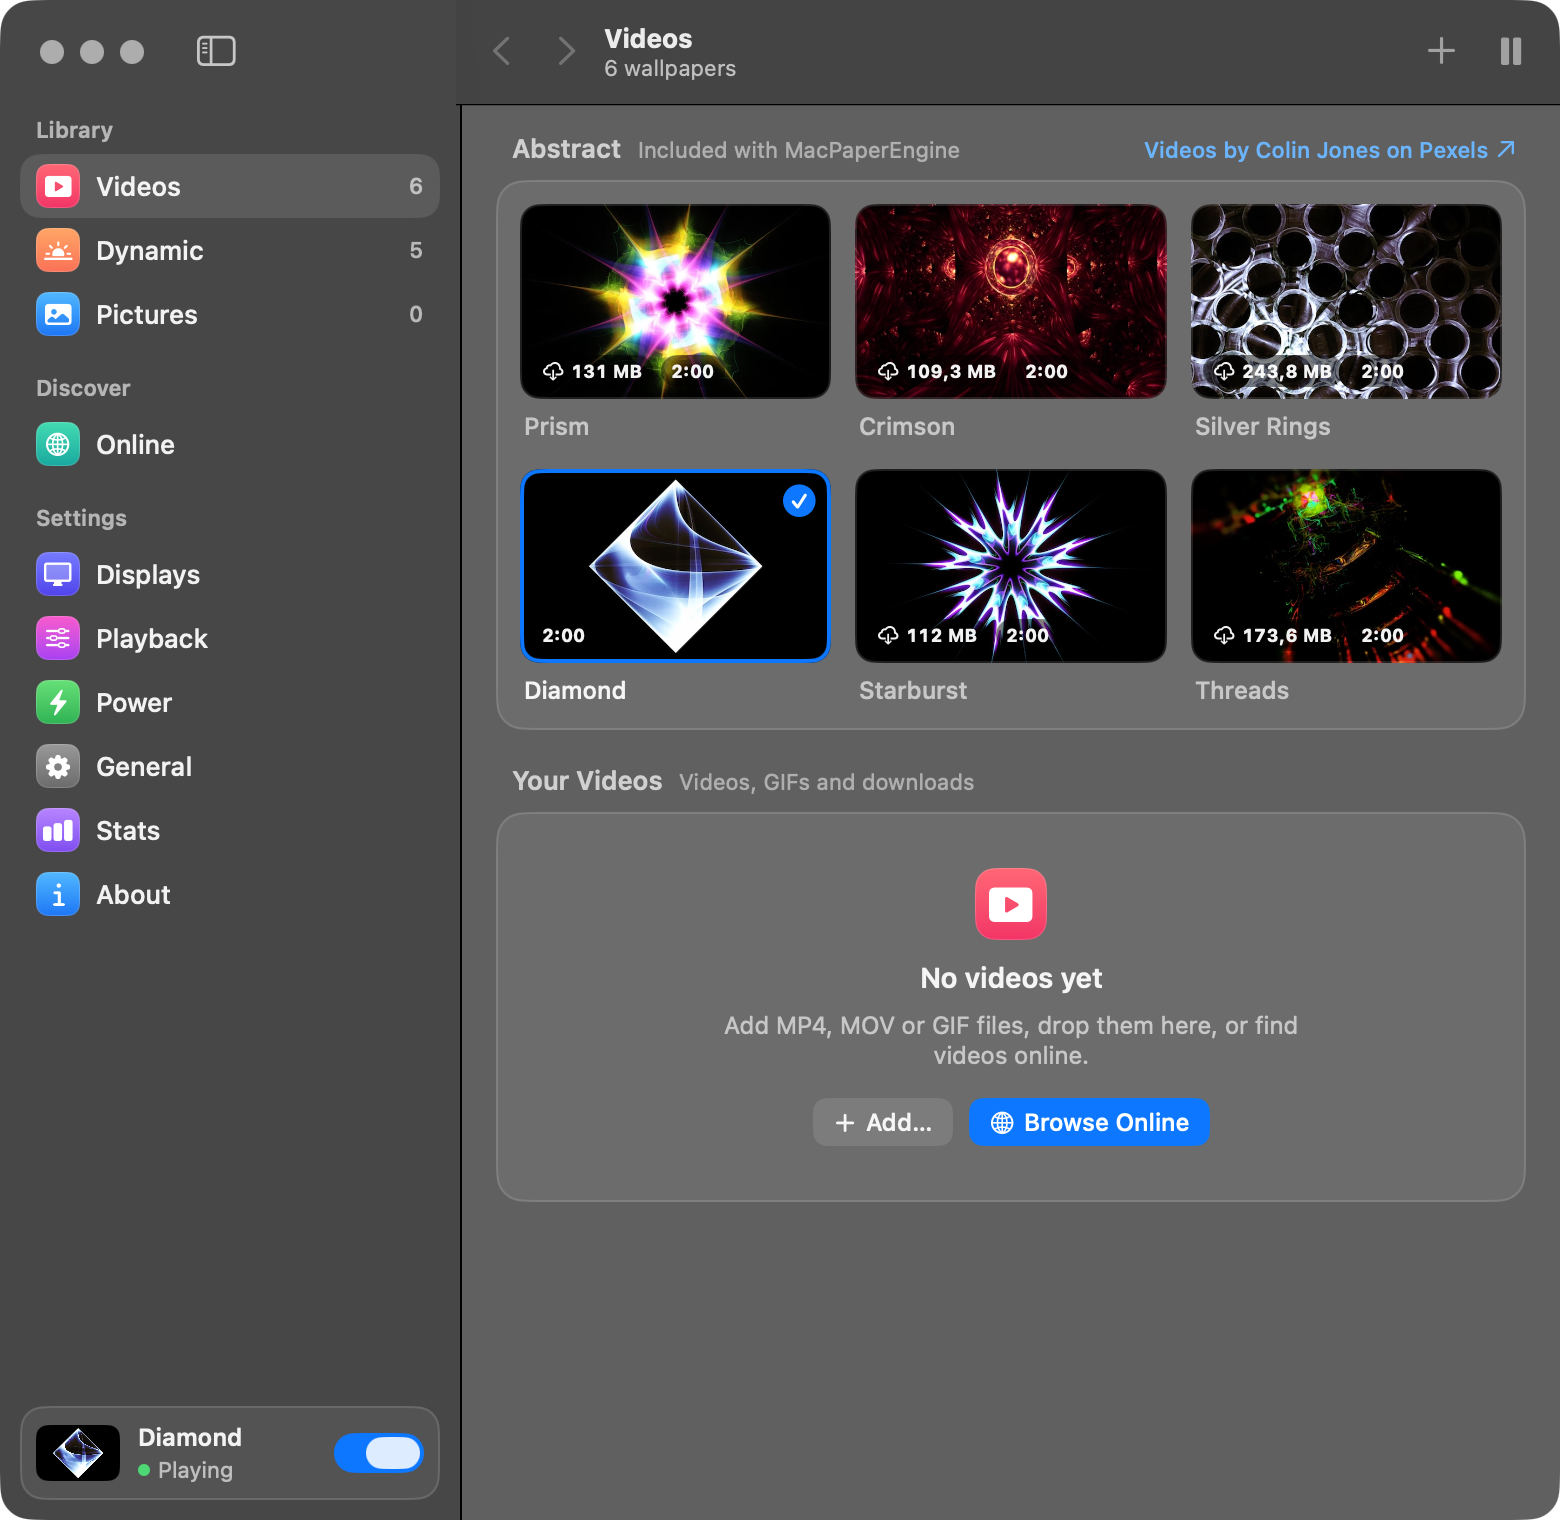 Videos
6 wallpapers
Library
Videos 6
Dynamic 5
Pictures 0
Discover
Online
Settings
Displays
Playback
Power
General
Stats
About
Diamond
Playing
Abstract Included with MacPaperEngine Videos by Colin Jones on Pexels ↗
131 MB 2:00
109,3 MB 2:00
243,8 MB 2:00
Prism
Crimson
Silver Rings
2:00
112 MB 2:00
173,6 MB 2:00
Diamond
Starburst
Threads
Your Videos Videos, GIFs and downloads
No videos yet
Add MP4, MOV or GIF files, drop them here, or find
videos online.
+ Add...
Browse Online